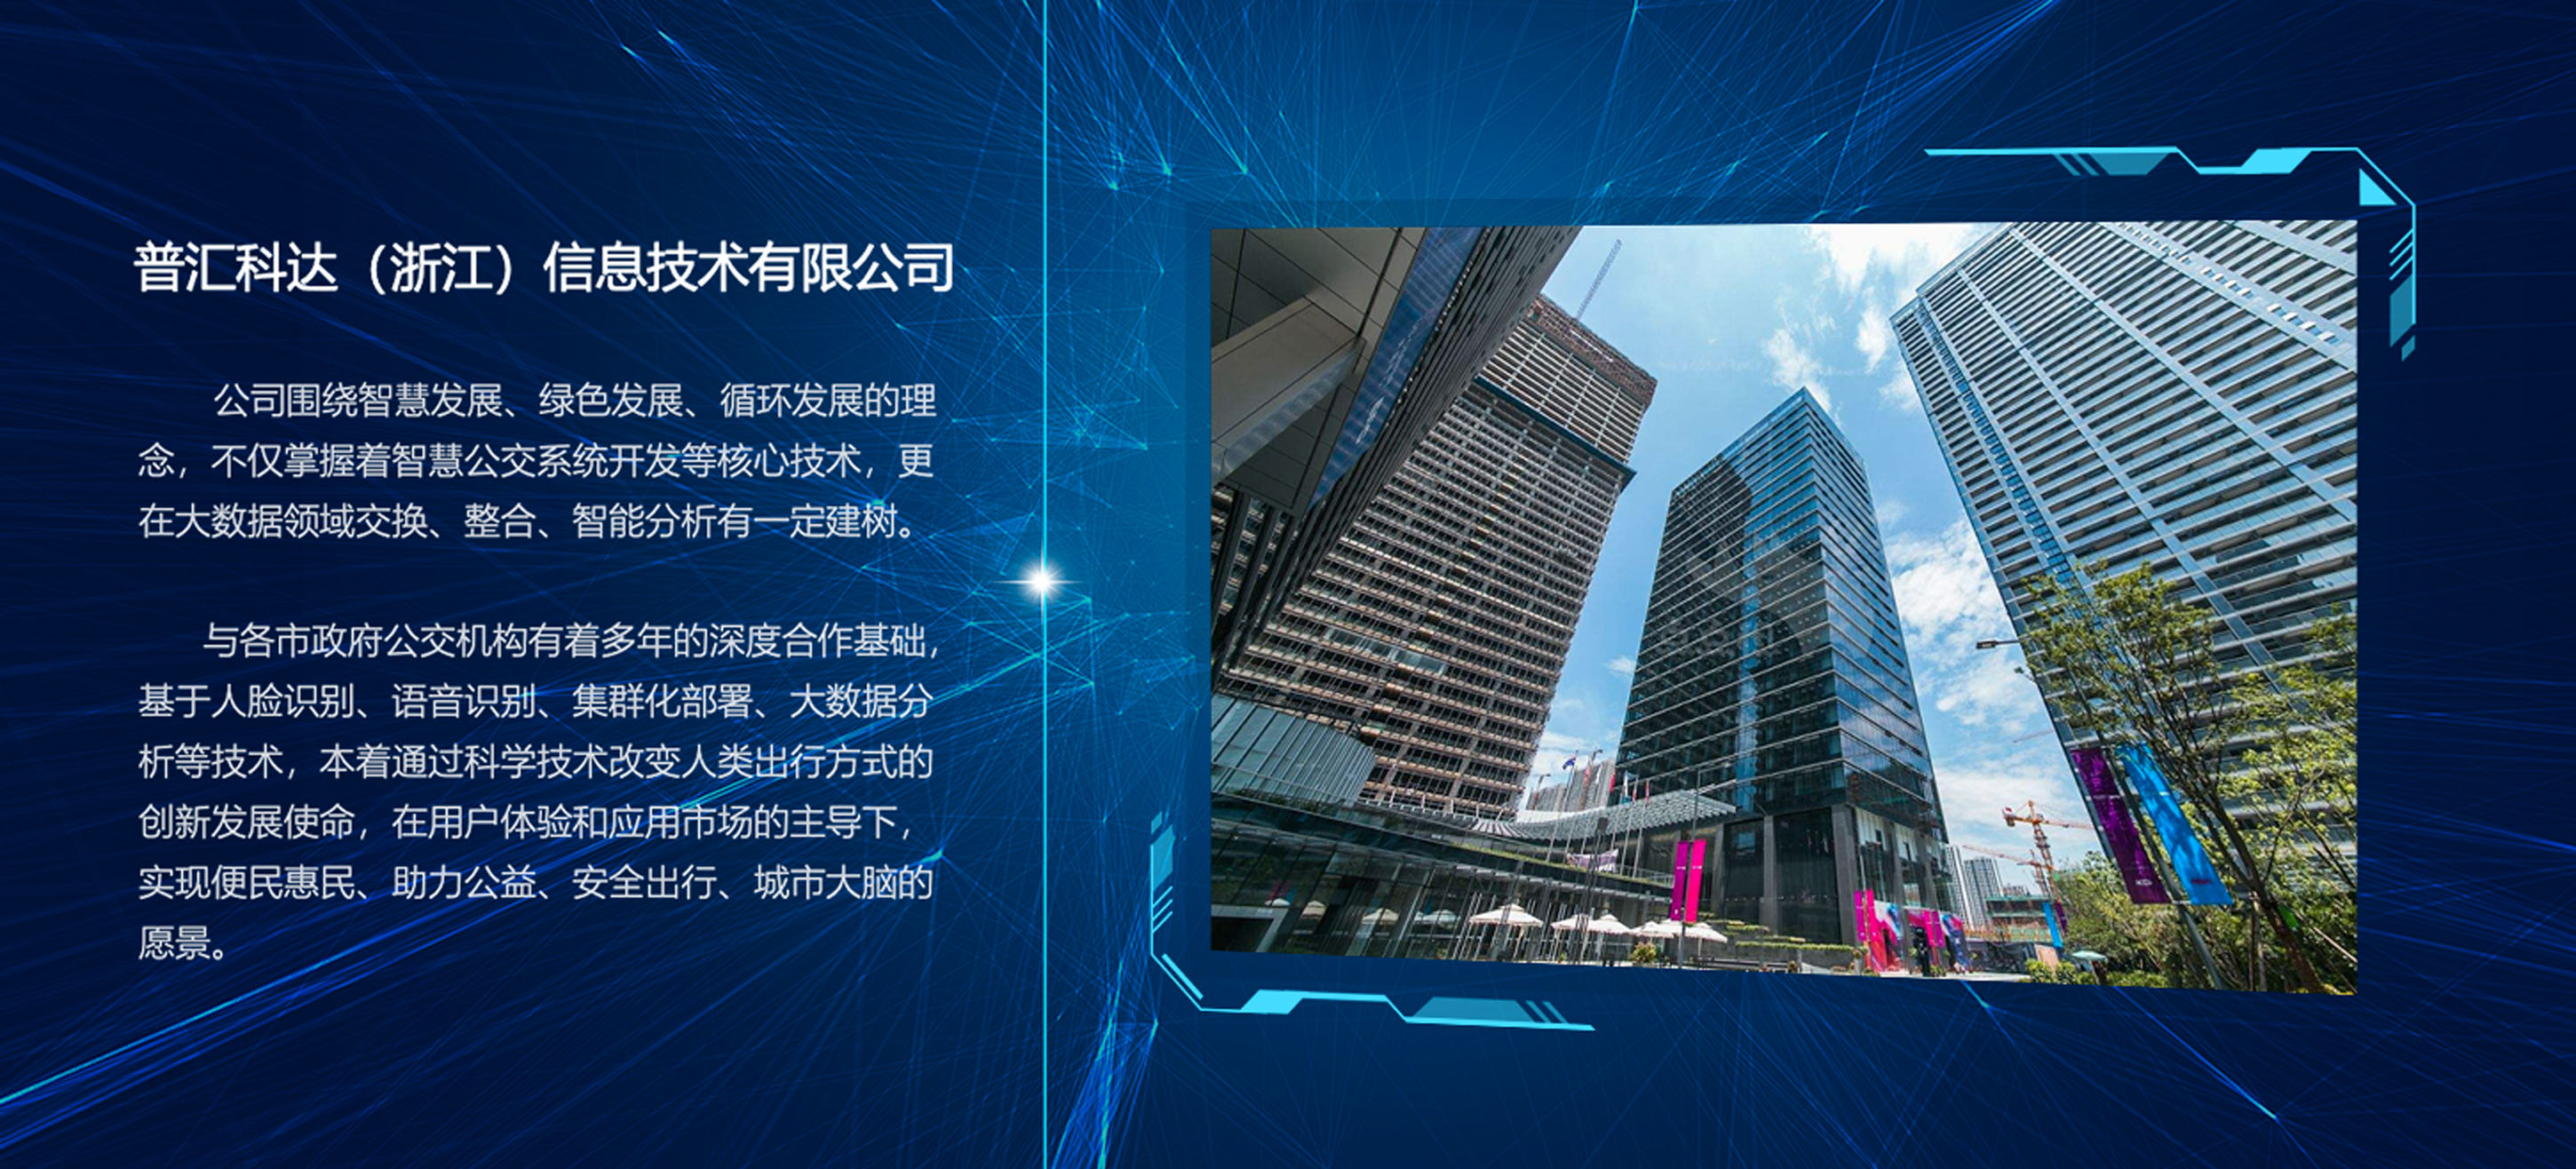 普汇科达（浙江）信息技术有限公司
公司围绕智慧发展、绿色发展、循环发展的理
念，不仅掌握着智慧公交系统开发等核心技术，更
在大数据领域交换、整合、智能分析有一定建树。
与各市政府公交机构有着多年的深度合作基础，
基于人脸识别、语音识别、集群化部署、大数据分
析等技术，本着通过科学技术改变人类出行方式的
创新发展使命，在用户体验和应用市场的主导下，
实现便民惠民、助力公益、安全出行、城市大脑的
愿景。